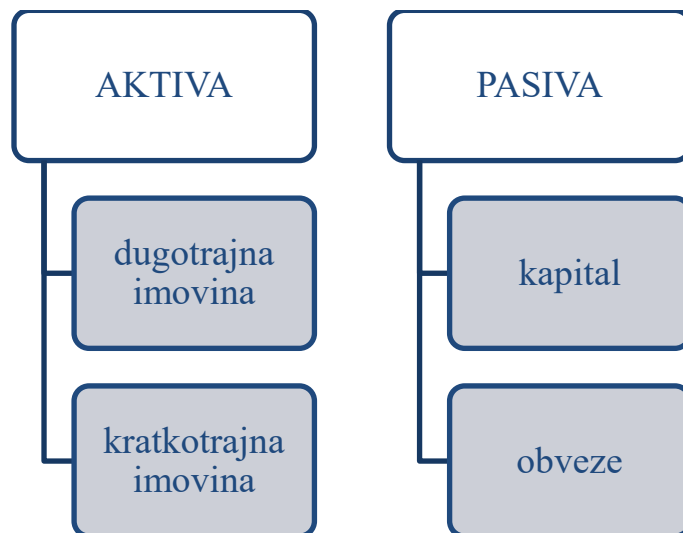 AKTIVA
dugotrajna
imovina
kratkotrajna
imovina
PASIVA
kapital
obveze